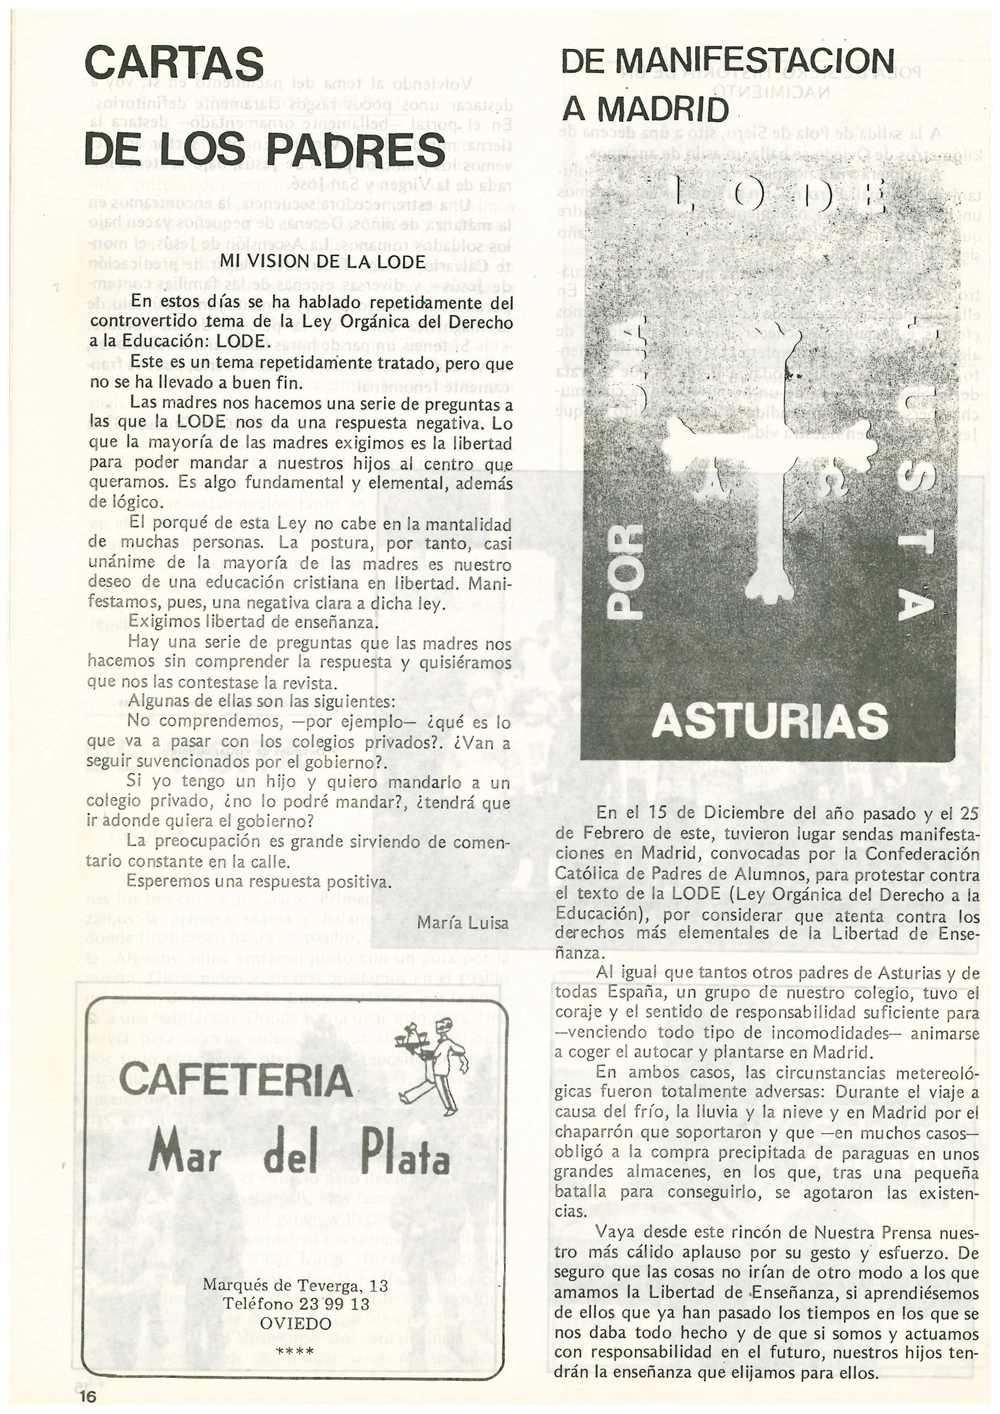 CARTAS
DE LOS PADRES
MI VISION DE LA LODE
En estos días se ha hablado repetidamente del
controvertido tema de la Ley Orgánica del Derecho
a la Educación: LODE.
Este es un tema repetidamente tratado, pero que
no se ha llevado a buen fin.
Las madres nos hacemos una serie de preguntas a
las que la LODE nos da una respuesta negativa. Lo
que la mayoría de las madres exigimos es la libertad
para poder mandar a nuestros hijos al centro que
queramos. Es algo fundamental y elemental, además
de lógico.
El porqué de esta Ley no cabe en la mantalidad
de muchas personas. La postura, por tanto, casi
unánime de la mayoría de las madres es nuestro
deseo de una educación cristiana en libertad. Mani-
festamos, pues, una negativa clara a dicha ley.
Exigimos libertad de enseñanza.
Hay una serie de preguntas que las madres nos
hacemos sin comprender la respuesta y quisiéramos
que nos las contestase la revista.
Algunas de ellas son las siguientes:
No comprendemos, —por ejemplo— ¿qué es lo
que va a pasar con los colegios privados?. ¿Van a
seguir suvencionados por el gobierno?.
Si yo tengo un hijo y quiero mandarlo a un
colegio privado, ¿no lo podré mandar?, ¿tendrá que
ir adonde quiera el gobierno?
La preocupación es grande sirviendo de comen-
tario constante en la calle.
Esperemos una respuesta positiva.
María Luisa
CAFETERIA
Mar del Plata
Marqués de Teverga, 13
Teléfono 23 99 13
OVIEDO
****
16
DE MANIFESTACION
A MADRID
LODE
POR
JUSTA
A
ASTURIAS
En el 15 de Diciembre del año pasado y el 25
de Febrero de este, tuvieron lugar sendas manifesta-
ciones en Madrid, convocadas por la Confederación
Católica de Padres de Alumnos, para protestar contra
el texto de la LODE (Ley Orgánica del Derecho a la
Educación), por considerar que atenta contra los
derechos más elementales de la Libertad de Ense-
ñanza.
Al igual que tantos otros padres de Asturias y de
todas España, un grupo de nuestro colegio, tuvo el
coraje y el sentido de responsabilidad suficiente para
—venciendo todo tipo de incomodidades— animarse
a coger el autocar y plantarse en Madrid.
En ambos casos, las circunstancias metereoló-
gicas fueron totalmente adversas: Durante el viaje a
causa del frío, la lluvia y la nieve y en Madrid por el
chaparrón que soportaron y que —en muchos casos—
obligó a la compra precipitada de paraguas en unos
grandes almacenes, en los que, tras una pequeña
batalla para conseguirlo, se agotaron las existen-
cias.
Vaya desde este rincón de Nuestra Prensa nues-
tro más cálido aplauso por su gesto y esfuerzo. De
seguro que las cosas no irían de otro modo a los que
amamos la Libertad de Enseñanza, si aprendiésemos
de ellos que ya han pasado los tiempos en los que se
nos daba todo hecho y de que si somos y actuamos
con responsabilidad en el futuro, nuestros hijos ten-
drán la enseñanza que elijamos para ellos.